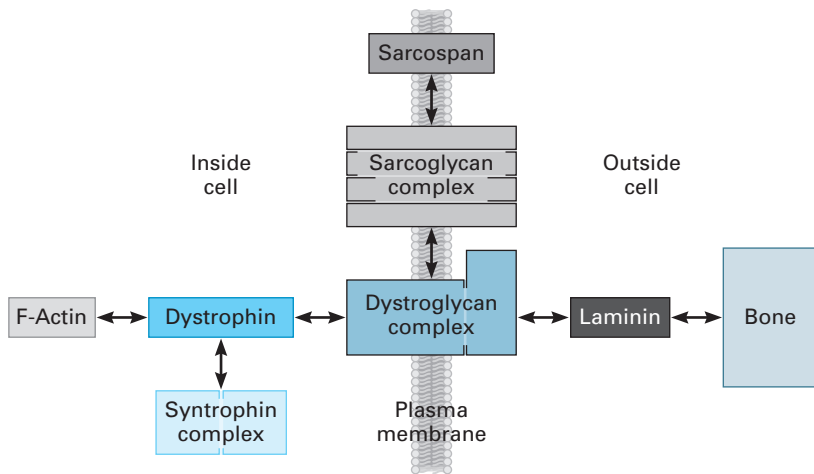 Sarcospan
Inside
cell
Sarcoglycan
complex
Outside
cell
F-Actin
Dystrophin
Dystroglycan
complex
Laminin
Bone
Syntrophin
complex
Plasma
membrane